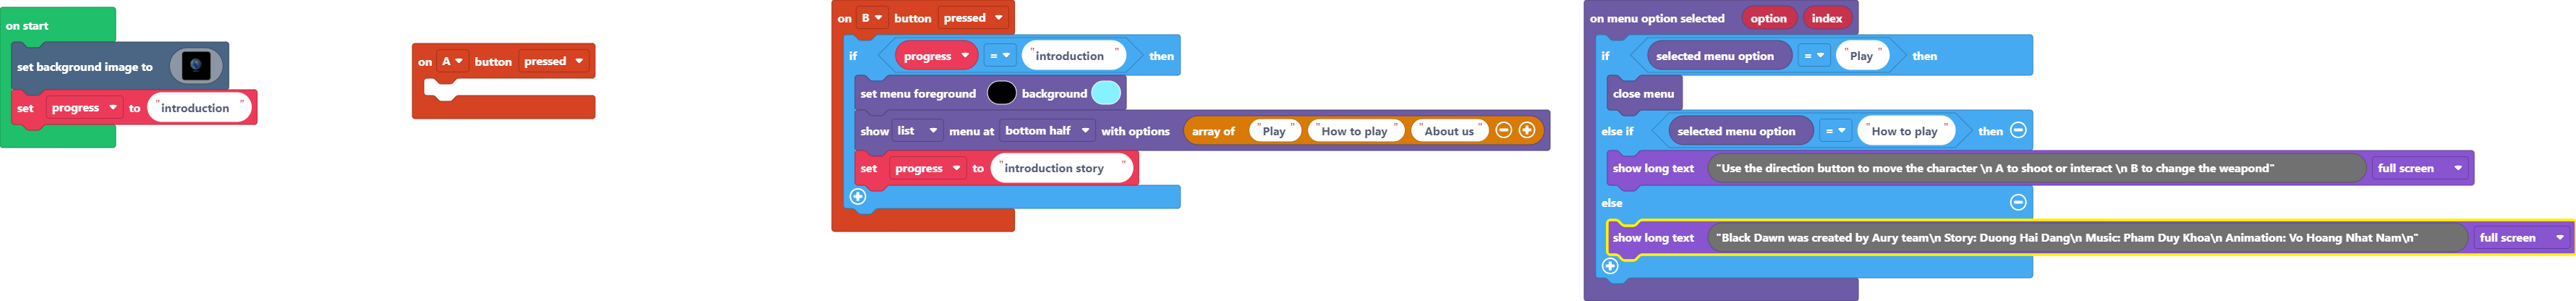 on start
set background image to
set progress to "introduction"
on A button pressed
on B button pressed
if progress = "introduction" then
set menu foreground background
show list menu at bottom half with options array of "Play" "How to play" "About us"
set progress to "introduction story"
on menu option selected option index
if selected menu option = "Play" then
close menu
else if selected menu option = "How to play" then
show long text "Use the direction button to move the character \n A to shoot or interact \n B to change the weapond" full screen
else
show long text "Black Dawn was created by Aury team\n Story: Duong Hai Dang\n Music: Pham Duy Khoa\n Animation: Vo Hoang Nhat Nam\n" full screen